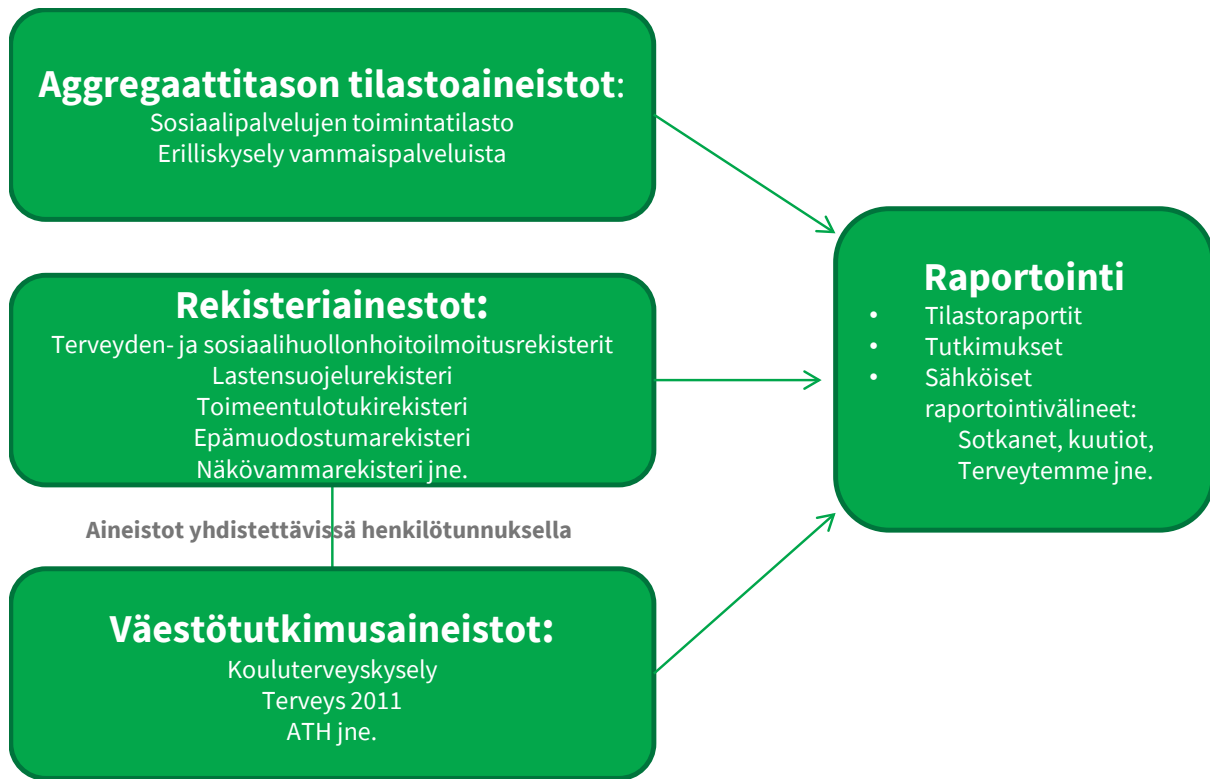 Aggregaattitason tilastoaineistot:
Sosiaalipalvelujen toimintatilasto
Erilliskysely vammaispalveluista
Rekisteriainestot:
Terveyden- ja sosiaalihuollonhoitoilmoitusrekisterit
Lastensuojelurekisteri
Toimeentulotukirekisteri
Epämuodostumarekisteri
Näkövammarekisteri jne.
Aineistot yhdistettävissä henkilötunnuksella
Väestötutkimusaineistot:
Kouluterveyskysely
Terveys 2011
ATH jne.
Raportointi
• Tilastoraportit
• Tutkimukset
• Sähköiset
raportointivälineet:
Sotkanet, kuutiot,
Terveytemme jne.